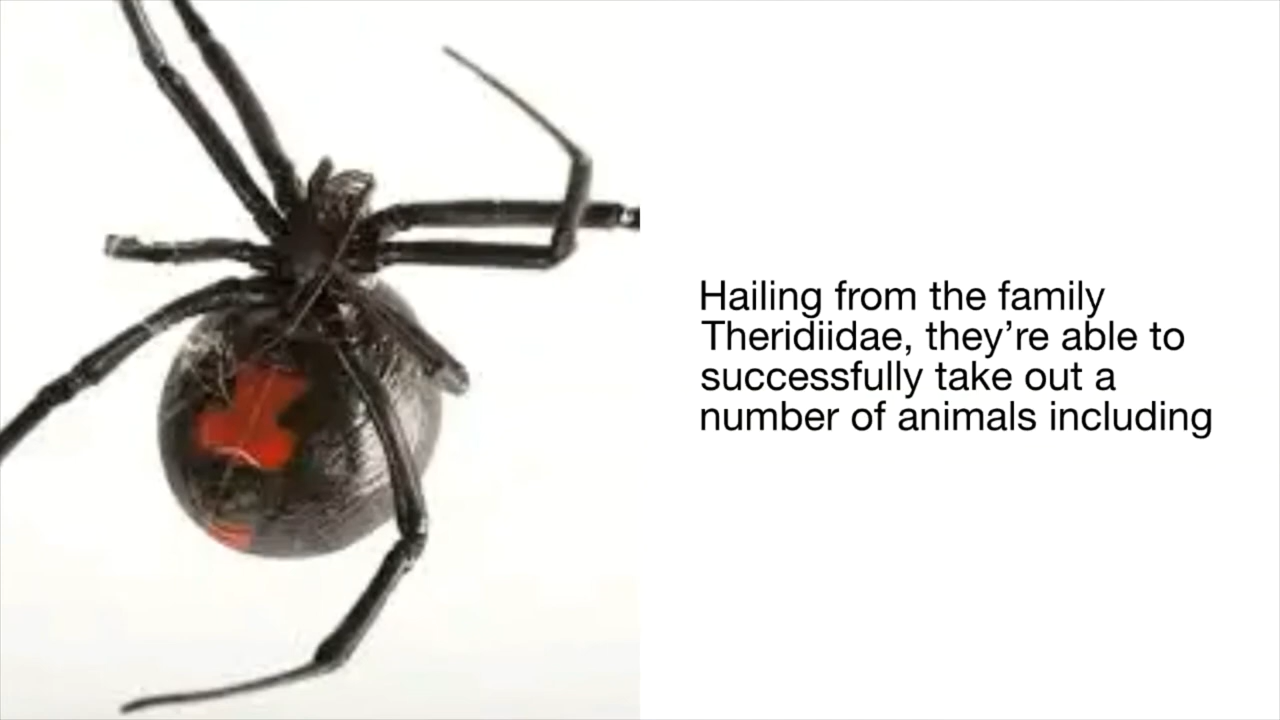 Hailing from the family
Theridiidae, they’re able to
successfully take out a
number of animals including